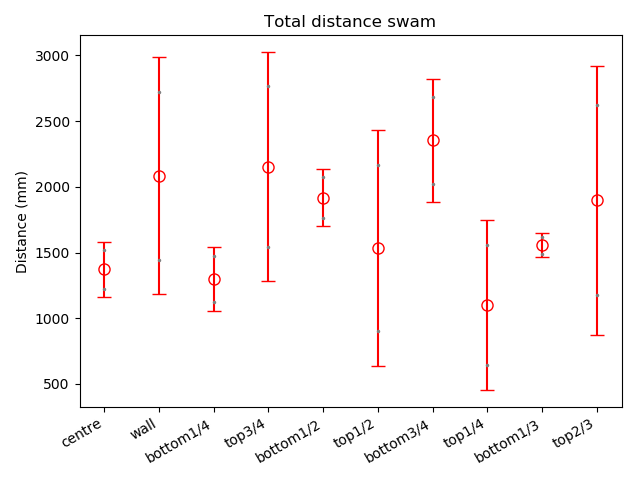 Total distance swam
Distance (mm)
3000
2500
2000
1500
1000
500
centre
wall
bottom1/4
top3/4
bottom1/2
top1/2
bottom3/4
top1/4
bottom1/3
top2/3